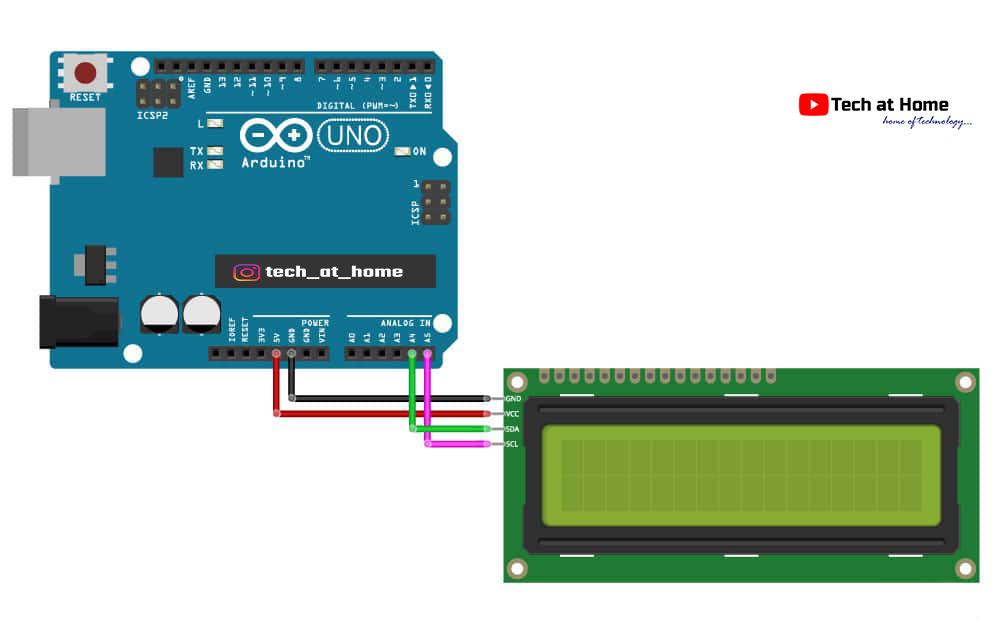 Tech at Home
home of technology...
RESET
ICSP2
AREF
GND
13
12
~11
~10
~9
8
7
~6
~5
4
~3
2
TX0▶1
RX0◀0
DIGITAL (PWM=~)
L
TX
RX
UNO
Arduino™
ON
1
ICSP
tech_at_home
POWER
ANALOG IN
IOREF
RESET
3V3
5V
GND
GND
VIN
A0
A1
A2
A3
A4
A5
GND
VCC
SDA
SCL